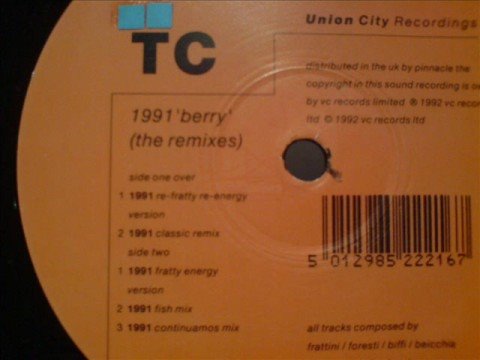 TC
1991 'berry'
(the remixes)
side one over
1 1991 re-fratty re-energy
version
2 1991 classic remix
side two
1 1991 fratty energy
version
2 1991 fish mix
3 1991 continuamos mix
Union City Recordings
distributed in the uk by pinnacle the
copyright in this sound recording is
by vc records limited ℗ 1992 vc
ltd © 1992 vc records ltd
5 012985 222167
all tracks composed by
frattini / foresti / biffi / beicchia